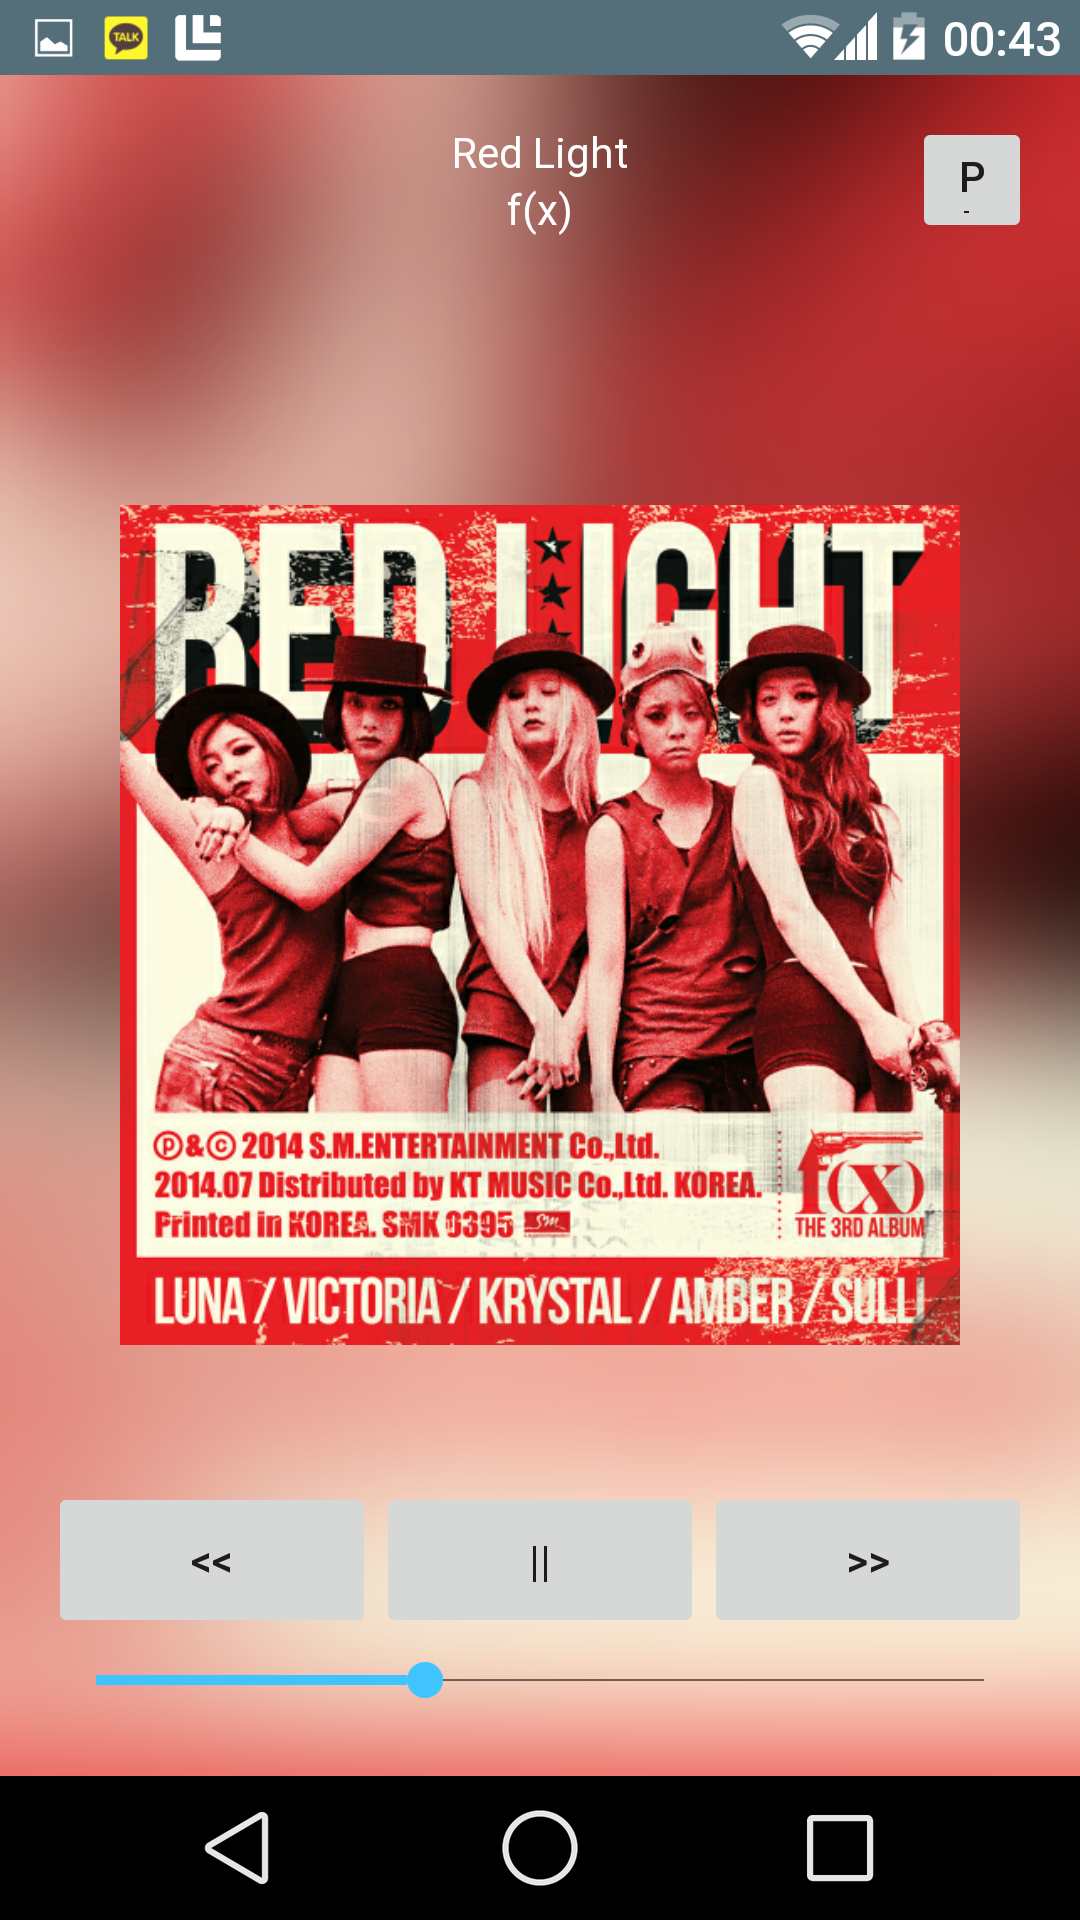 TALK
00:43
Red Light
f(x)
P
-
RED LIGHT
Ⓟ&ⓒ 2014 S.M.ENTERTAINMENT Co.,Ltd.
2014.07 Distributed by KT MUSIC Co.,Ltd. KOREA.
Printed in KOREA. SMK 0395 Sm
f(x)
THE 3RD ALBUM
LUNA / VICTORIA / KRYSTAL / AMBER / SULLI
<<
||
>>